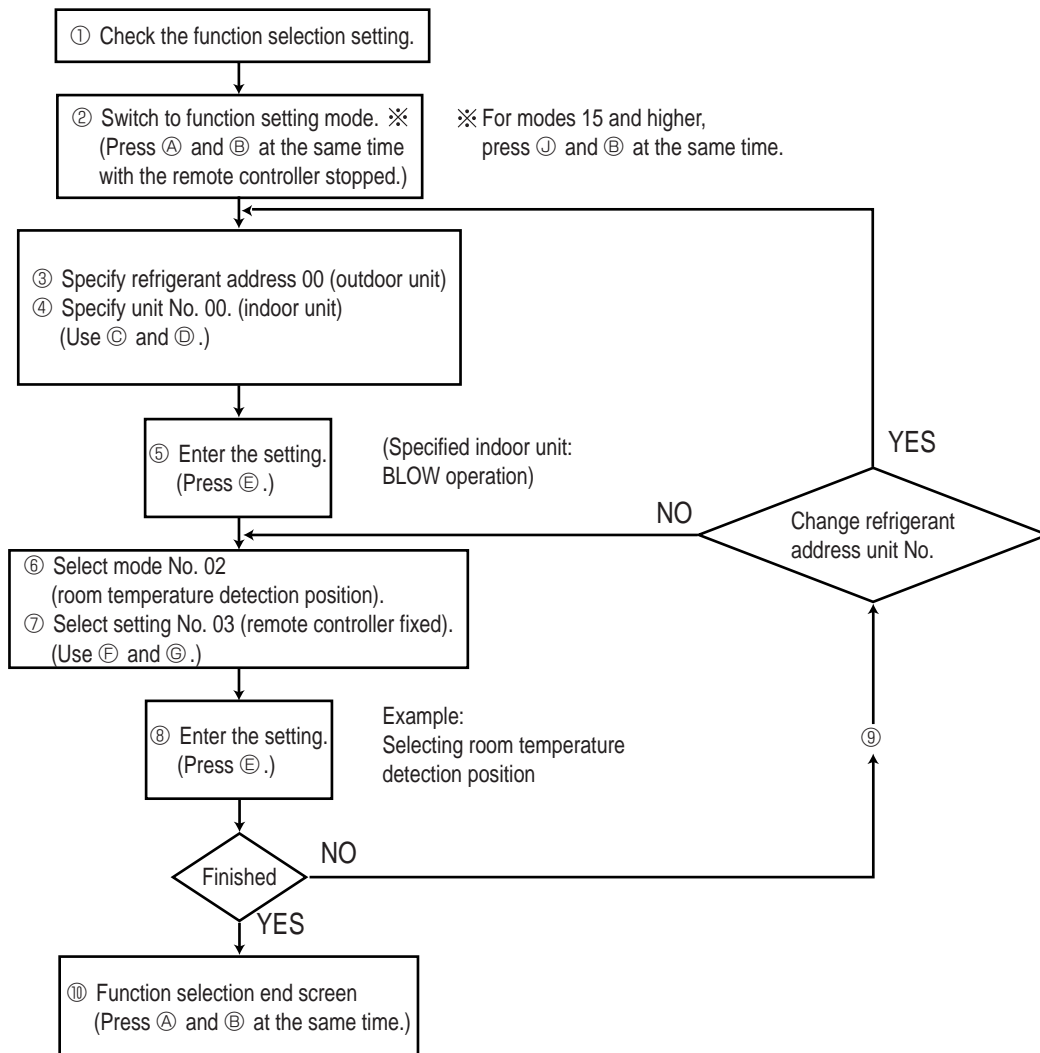 ① Check the function selection setting.
② Switch to function setting mode. ※
(Press Ⓐ and Ⓑ at the same time
with the remote controller stopped.)
※ For modes 15 and higher,
press Ⓙ and Ⓑ at the same time.
③ Specify refrigerant address 00 (outdoor unit)
④ Specify unit No. 00. (indoor unit)
(Use Ⓒ and Ⓓ.)
⑤ Enter the setting.
(Press Ⓔ.)
(Specified indoor unit:
BLOW operation)
YES
NO
Change refrigerant
address unit No.
⑥ Select mode No. 02
(room temperature detection position).
⑦ Select setting No. 03 (remote controller fixed).
(Use Ⓕ and Ⓖ.)
⑧ Enter the setting.
(Press Ⓔ.)
Example:
Selecting room temperature
detection position
⑨
Finished
NO
YES
⑩ Function selection end screen
(Press Ⓐ and Ⓑ at the same time.)